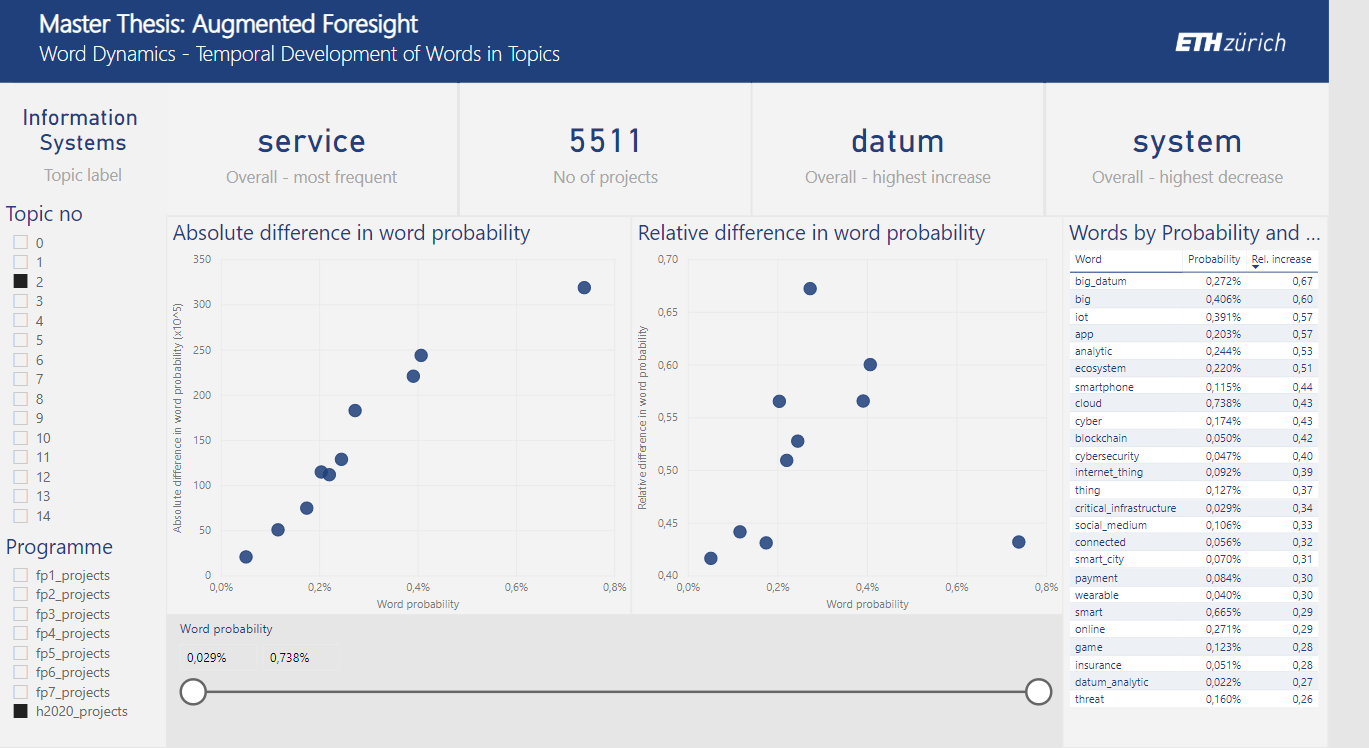 Master Thesis: Augmented Foresight
Word Dynamics - Temporal Development of Words in Topics
ETH zürich
Information
Systems
Topic label
service
Overall - most frequent
5511
No of projects
datum
Overall - highest increase
system
Overall - highest decrease
Topic no
0
1
2
3
4
5
6
7
8
9
10
11
12
13
14
Programme
fp1_projects
fp2_projects
fp3_projects
fp4_projects
fp5_projects
fp6_projects
fp7_projects
h2020_projects
Absolute difference in word probability
Absolute difference in word probability (x10^5)
350
300
250
200
150
100
50
0
0,0% 0,2% 0,4% 0,6% 0,8%
Word probability
Relative difference in word probability
Relative difference in word probability
0,70
0,65
0,60
0,55
0,50
0,45
0,40
0,0% 0,2% 0,4% 0,6% 0,8%
Word probability
Word probability
0,029% 0,738%
Words by Probability and ...
Word Probability Rel. increase
big_datum 0,272% 0,67
big 0,406% 0,60
iot 0,391% 0,57
app 0,203% 0,57
analytic 0,244% 0,53
ecosystem 0,220% 0,51
smartphone 0,115% 0,44
cloud 0,738% 0,43
cyber 0,174% 0,43
blockchain 0,050% 0,42
cybersecurity 0,047% 0,40
internet_thing 0,092% 0,39
thing 0,127% 0,37
critical_infrastructure 0,029% 0,34
social_medium 0,106% 0,33
connected 0,056% 0,32
smart_city 0,070% 0,31
payment 0,084% 0,30
wearable 0,040% 0,30
smart 0,665% 0,29
online 0,271% 0,29
game 0,123% 0,28
insurance 0,051% 0,28
datum_analytic 0,022% 0,27
threat 0,160% 0,26